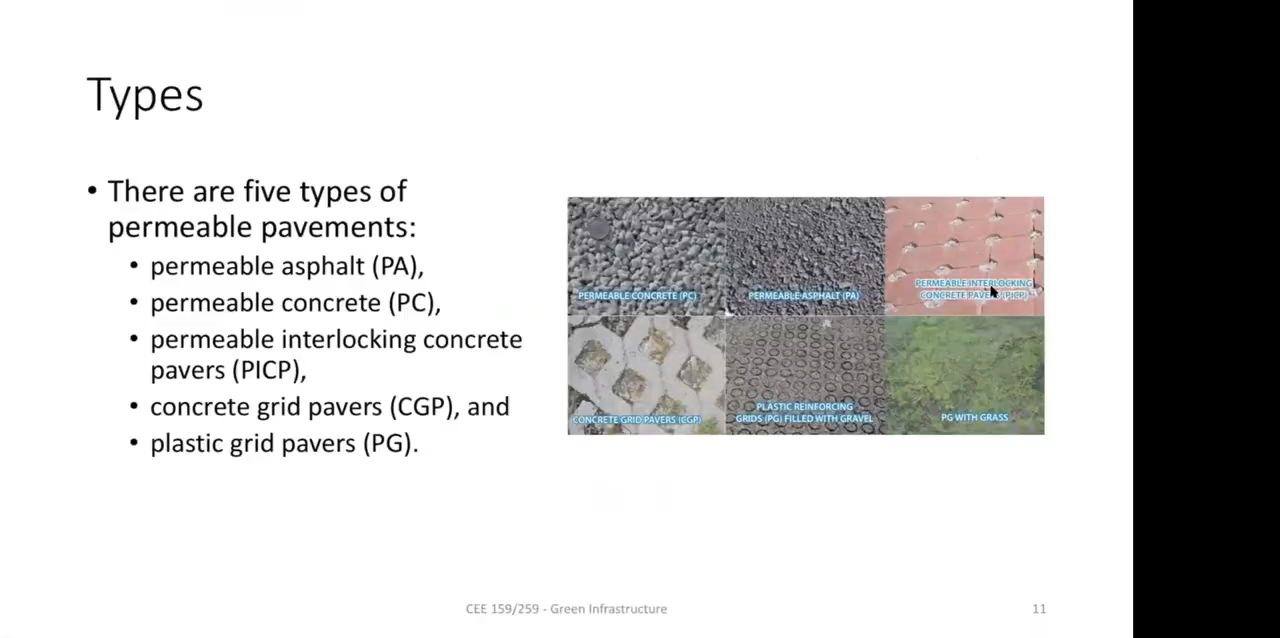 Types
• There are five types of
permeable pavements:
• permeable asphalt (PA),
• permeable concrete (PC),
• permeable interlocking concrete
pavers (PICP),
• concrete grid pavers (CGP), and
• plastic grid pavers (PG).
PERMEABLE CONCRETE (PC)
PERMEABLE ASPHALT (PA)
PERMEABLE INTERLOCKING
CONCRETE PAVERS (PICP)
CONCRETE GRID PAVERS (CGP)
PLASTIC REINFORCING
GRIDS (PG) FILLED WITH GRAVEL
PG WITH GRASS
CEE 159/259 - Green Infrastructure
11